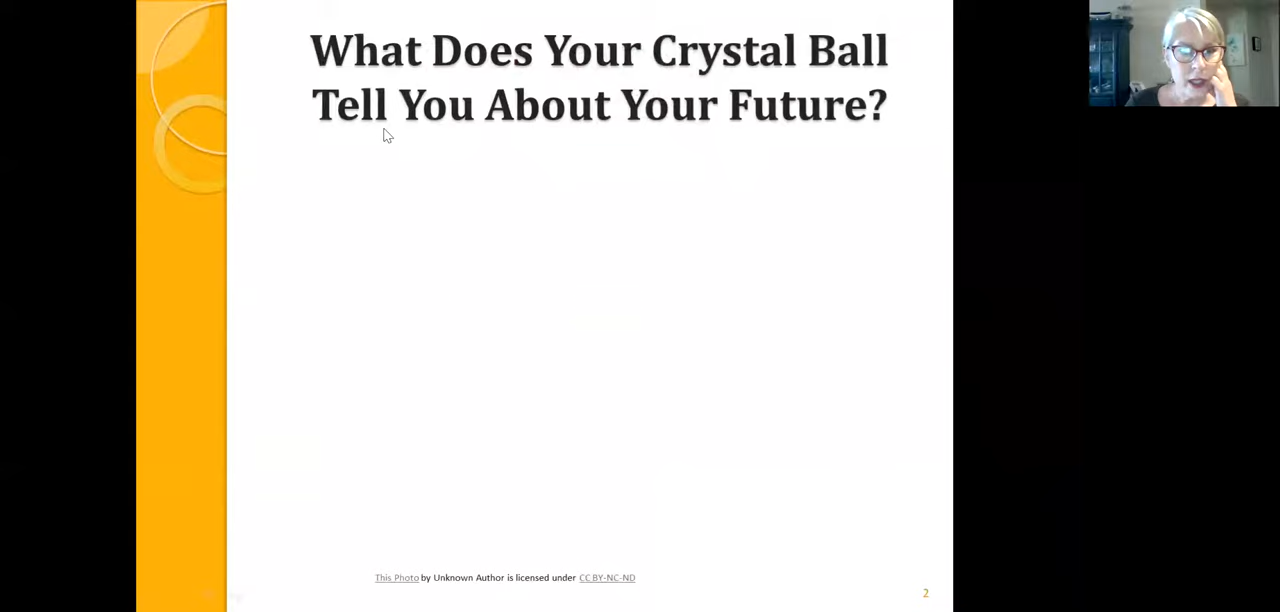 What Does Your Crystal Ball
Tell You About Your Future?
This Photo by Unknown Author is licensed under CC BY-NC-ND
2